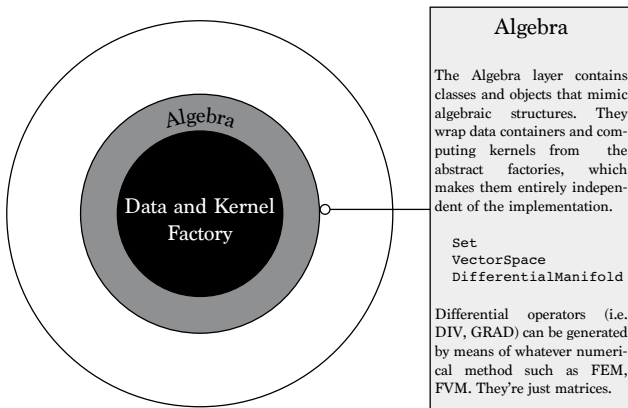 Algebra
Data and Kernel
Factory
Algebra
The Algebra layer contains
classes and objects that mimic
algebraic structures. They
wrap data containers and com-
puting kernels from the
abstract factories, which
makes them entirely indepen-
dent of the implementation.
Set
VectorSpace
DifferentialManifold
Differential operators (i.e.
DIV, GRAD) can be generated
by means of whatever numeri-
cal method such as FEM,
FVM. They're just matrices.